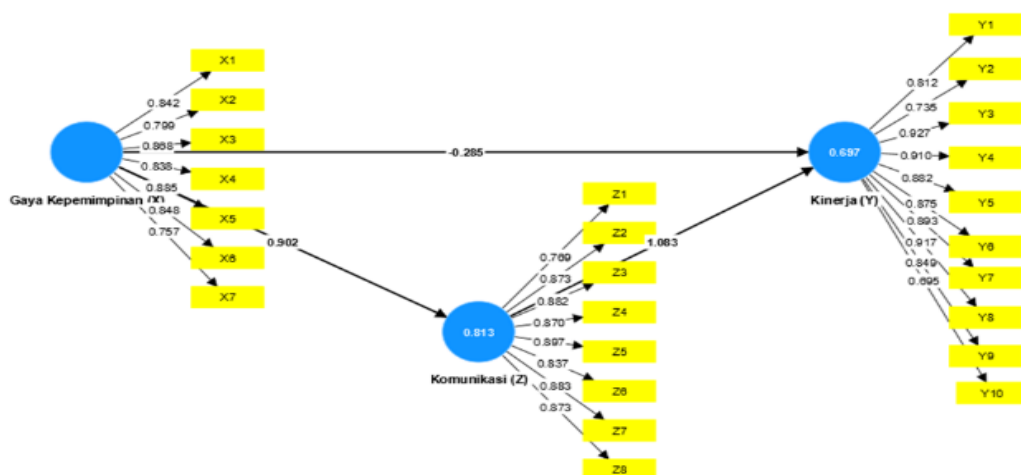 X1
X2
X3
X4
X5
X6
X7
0.842
0.799
0.868
0.838
0.885
0.848
0.757
Gaya Kepemimpinan (X)
-0.285
0.902
1.083
0.813
Komunikasi (Z)
Z1
Z2
Z3
Z4
Z5
Z6
Z7
Z8
0.769
0.873
0.882
0.870
0.897
0.837
0.883
0.873
0.697
Kinerja (Y)
Y1
Y2
Y3
Y4
Y5
Y6
Y7
Y8
Y9
Y10
0.812
0.735
0.927
0.910
0.882
0.875
0.893
0.917
0.849
0.695